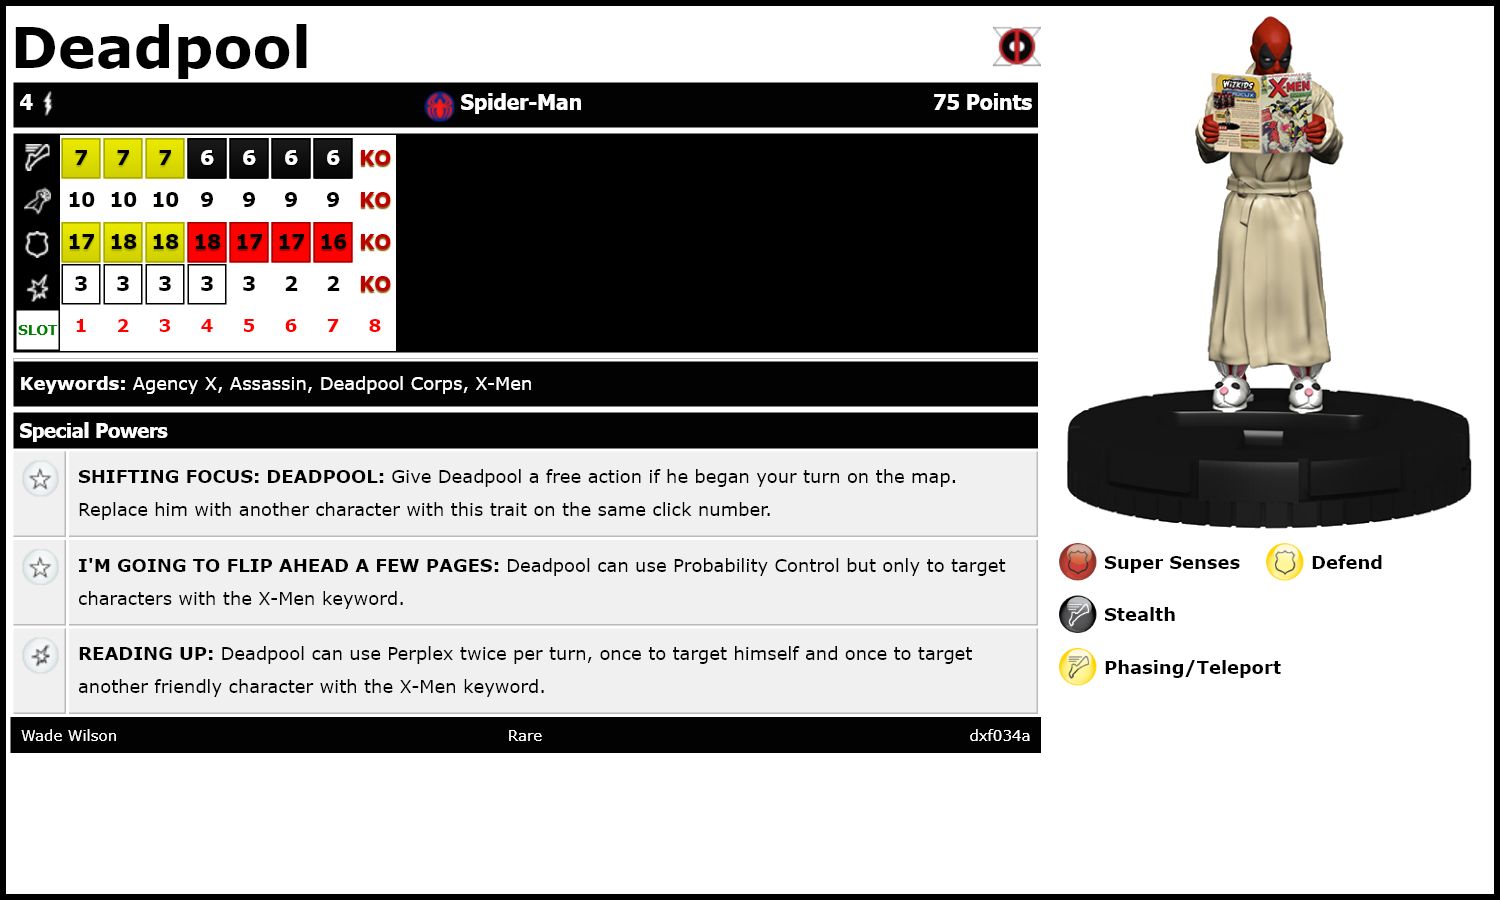 Deadpool
4 Spider-Man 75 Points
7 7 7 6 6 6 6 KO
10 10 10 9 9 9 9 KO
17 18 18 18 17 17 16 KO
3 3 3 3 3 2 2 KO
SLOT 1 2 3 4 5 6 7 8
Keywords: Agency X, Assassin, Deadpool Corps, X-Men
Special Powers
SHIFTING FOCUS: DEADPOOL: Give Deadpool a free action if he began your turn on the map.
Replace him with another character with this trait on the same click number.
I'M GOING TO FLIP AHEAD A FEW PAGES: Deadpool can use Probability Control but only to target
characters with the X-Men keyword.
READING UP: Deadpool can use Perplex twice per turn, once to target himself and once to target
another friendly character with the X-Men keyword.
Wade Wilson Rare dxf034a
WIZKIDS
X-MEN
Super Senses Defend
Stealth
Phasing/Teleport